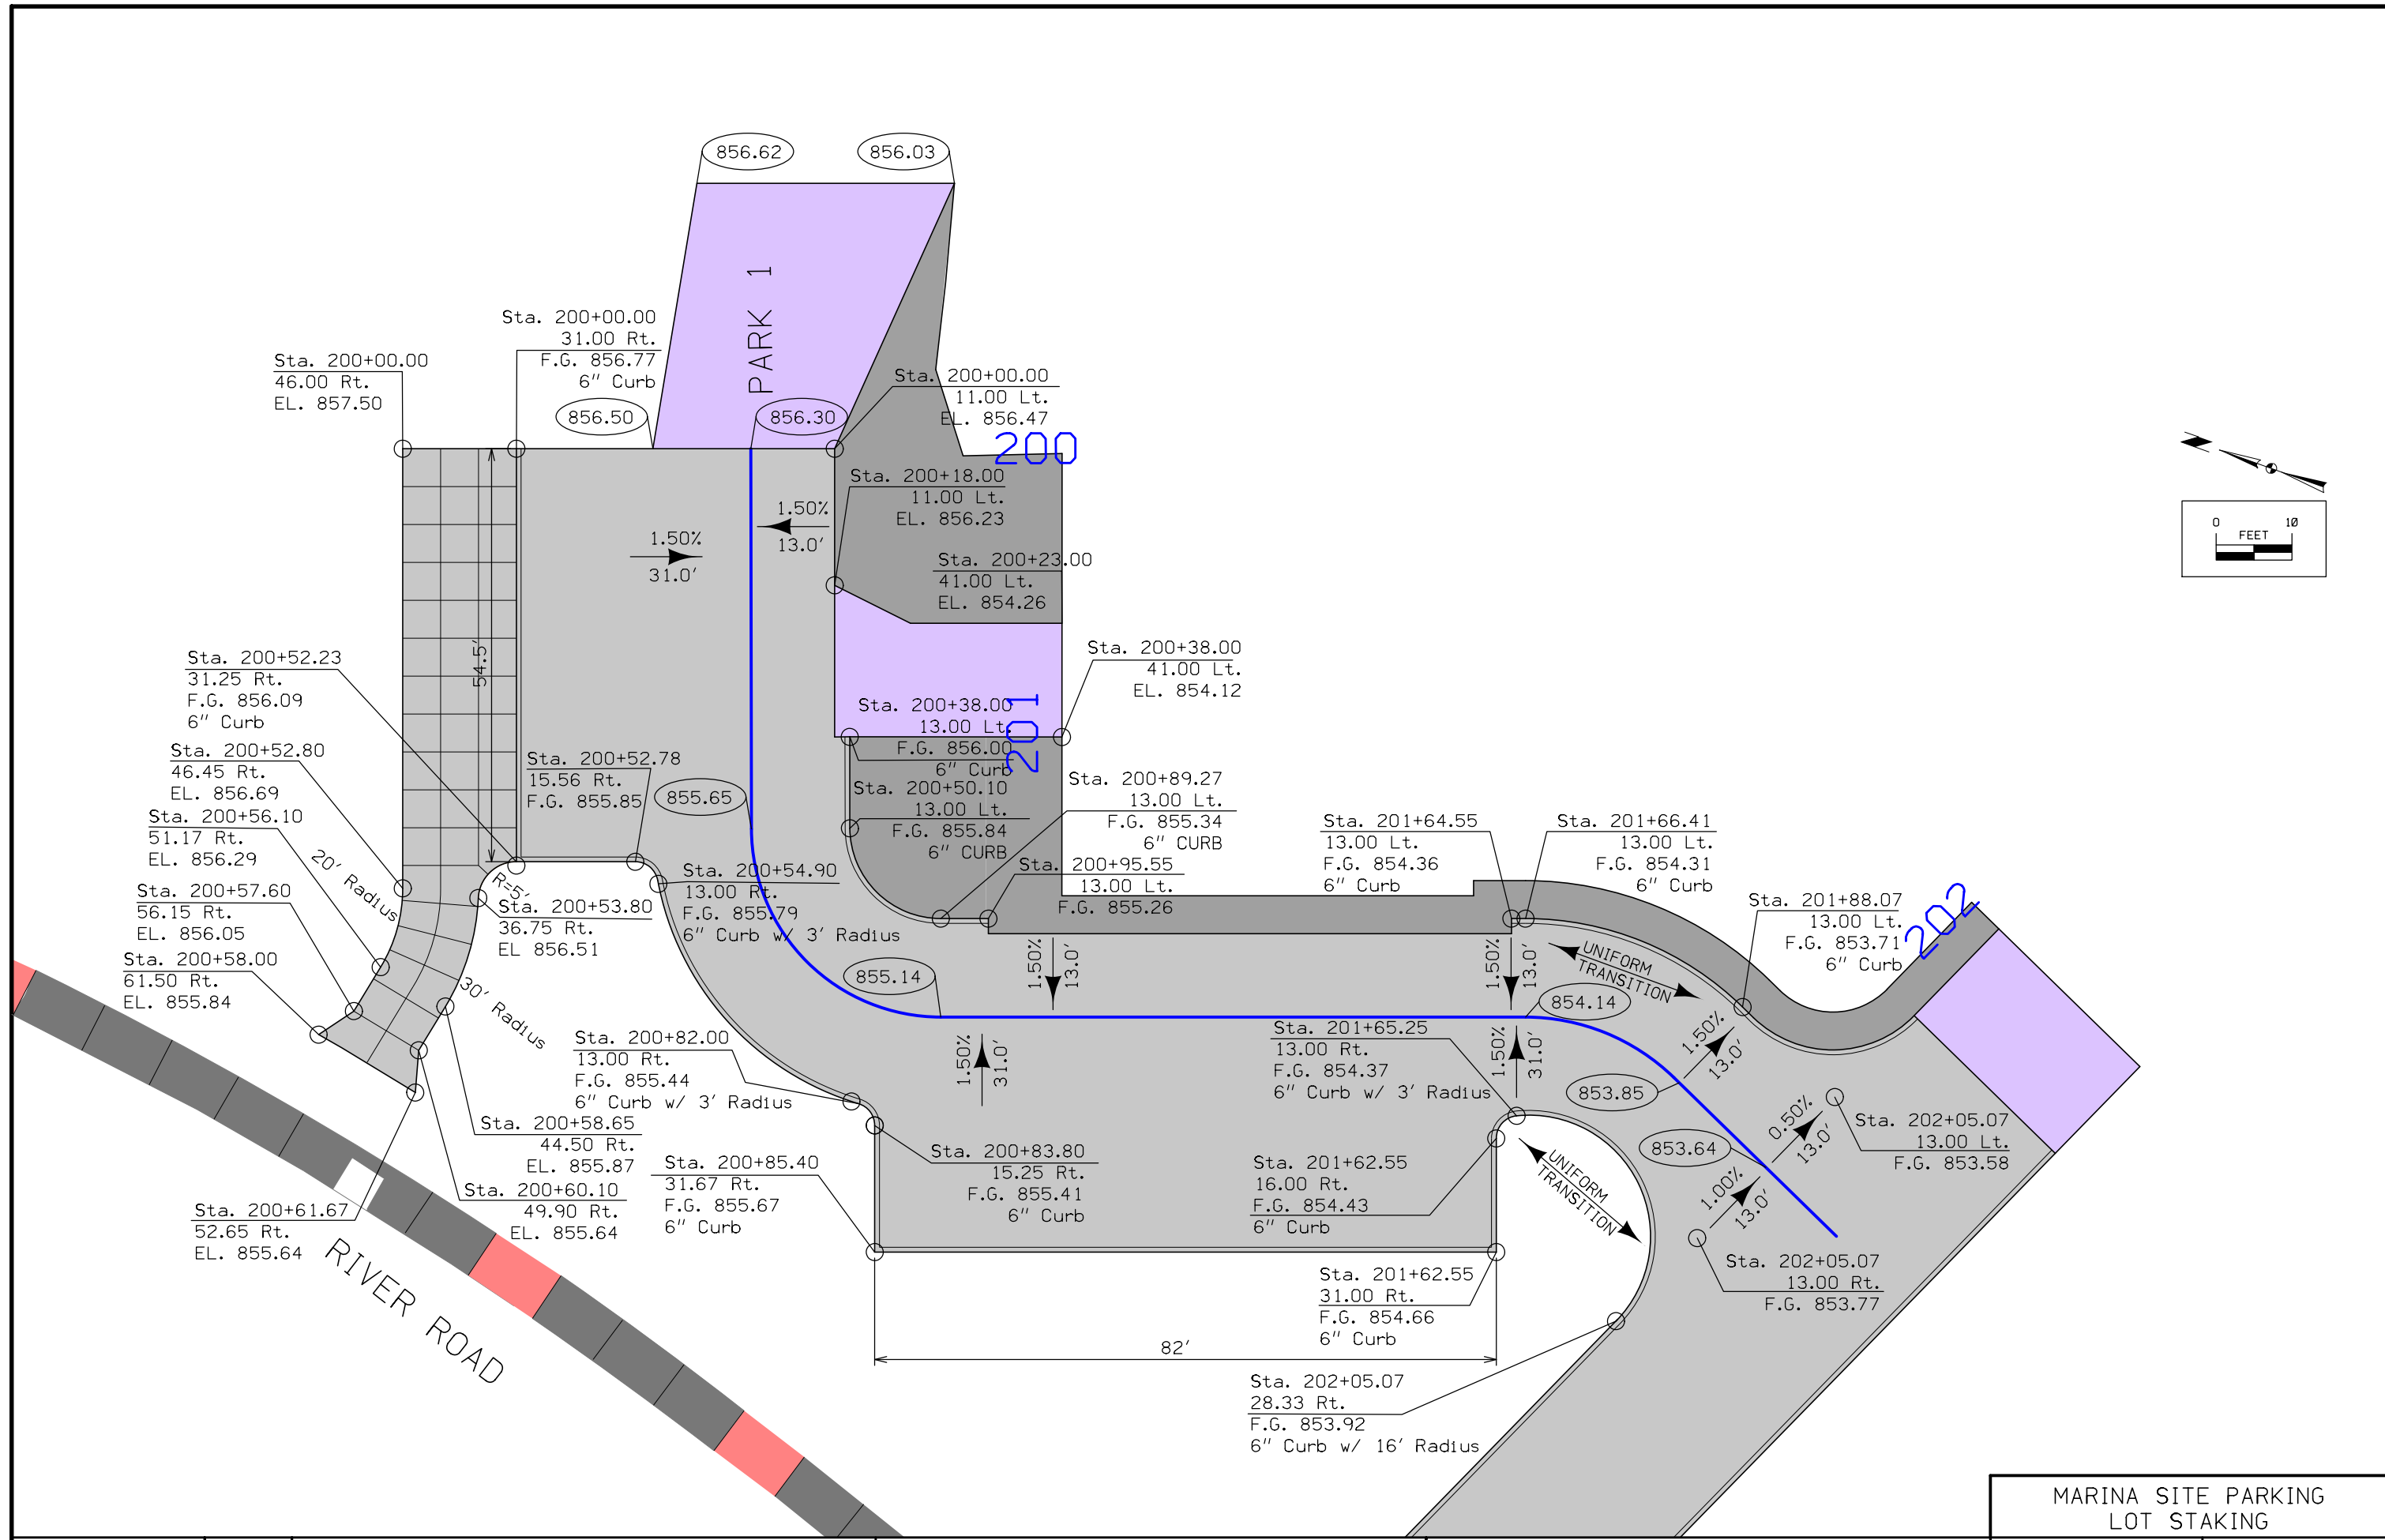 856.62
856.03
PARK 1
Sta. 200+00.00
31.00 Rt.
F.G. 856.77
6" Curb
Sta. 200+00.00
46.00 Rt.
EL. 857.50
856.50
856.30
Sta. 200+00.00
11.00 Lt.
EL. 856.47
200
Sta. 200+18.00
11.00 Lt.
EL. 856.23
1.50%
13.0'
1.50%
31.0'
Sta. 200+23.00
41.00 Lt.
EL. 854.26
0 10
FEET
54.5'
Sta. 200+52.23
31.25 Rt.
F.G. 856.09
6" Curb
Sta. 200+38.00
41.00 Lt.
EL. 854.12
Sta. 200+38.00
13.00 Lt.
F.G. 856.00
6" Curb
201
Sta. 200+52.80
46.45 Rt.
EL. 856.69
Sta. 200+52.78
15.56 Rt.
F.G. 855.85
855.65
Sta. 200+50.10
13.00 Lt.
F.G. 855.84
6" CURB
Sta. 200+89.27
13.00 Lt.
F.G. 855.34
6" CURB
Sta. 200+56.10
51.17 Rt.
EL. 856.29
20' Radius
R=5'
Sta. 200+54.90
13.00 Rt.
F.G. 855.79
6" Curb w/ 3' Radius
Sta. 200+95.55
13.00 Lt.
F.G. 855.26
Sta. 201+64.55
13.00 Lt.
F.G. 854.36
6" Curb
Sta. 201+66.41
13.00 Lt.
F.G. 854.31
6" Curb
Sta. 201+88.07
13.00 Lt.
F.G. 853.71
6" Curb
202
Sta. 200+57.60
56.15 Rt.
EL. 856.05
Sta. 200+53.80
36.75 Rt.
EL 856.51
Sta. 200+58.00
61.50 Rt.
EL. 855.84
30' Radius
855.14
1.50%
13.0'
1.50%
13.0'
UNIFORM
TRANSITION
854.14
1.50%
31.0'
Sta. 201+65.25
13.00 Rt.
F.G. 854.37
6" Curb w/ 3' Radius
1.50%
31.0'
1.50%
13.0'
853.85
Sta. 200+82.00
13.00 Rt.
F.G. 855.44
6" Curb w/ 3' Radius
Sta. 200+58.65
44.50 Rt.
EL. 855.87
Sta. 200+83.80
15.25 Rt.
F.G. 855.41
6" Curb
853.64
0.50%
13.0'
Sta. 202+05.07
13.00 Lt.
F.G. 853.58
Sta. 200+85.40
31.67 Rt.
F.G. 855.67
6" Curb
Sta. 201+62.55
16.00 Rt.
F.G. 854.43
6" Curb
UNIFORM
TRANSITION
1.00%
13.0'
Sta. 200+60.10
49.90 Rt.
EL. 855.64
Sta. 200+61.67
52.65 Rt.
EL. 855.64
RIVER ROAD
Sta. 202+05.07
13.00 Rt.
F.G. 853.77
Sta. 201+62.55
31.00 Rt.
F.G. 854.66
6" Curb
82'
Sta. 202+05.07
28.33 Rt.
F.G. 853.92
6" Curb w/ 16' Radius
MARINA SITE PARKING
LOT STAKING